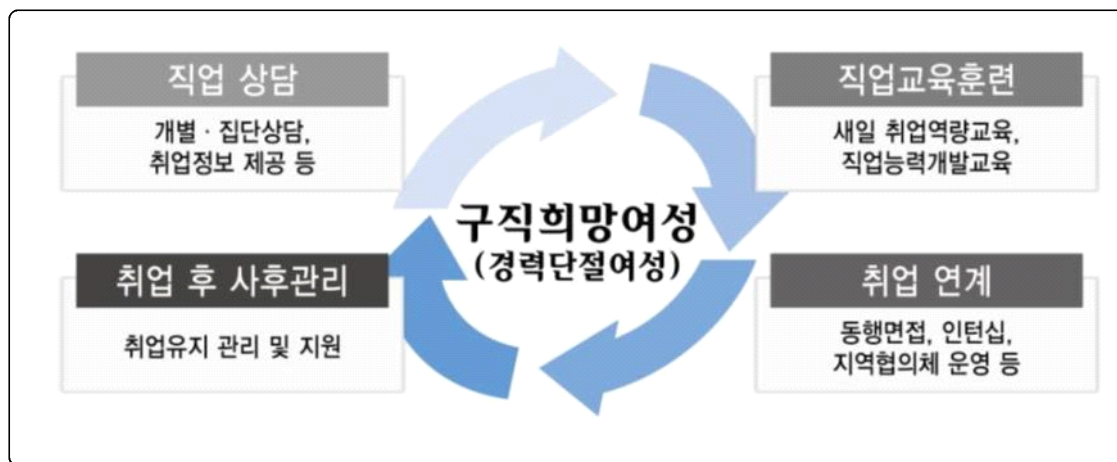 직업 상담
개별 · 집단상담,
취업정보 제공 등
직업교육훈련
새일 취업역량교육,
직업능력개발교육
구직희망여성
(경력단절여성)
취업 후 사후관리
취업유지 관리 및 지원
취업 연계
동행면접, 인턴십,
지역협의체 운영 등